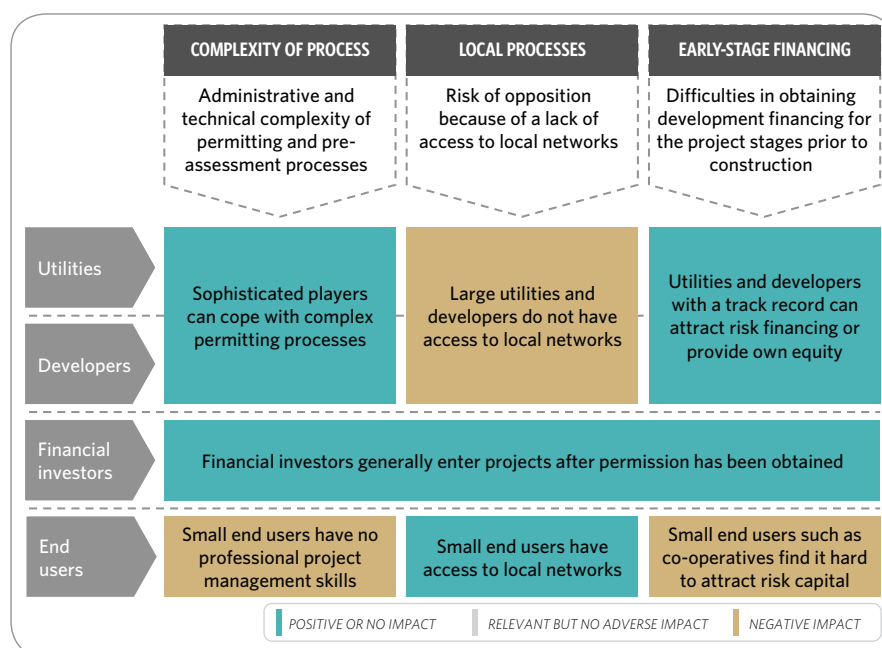 COMPLEXITY OF PROCESS
LOCAL PROCESSES
EARLY-STAGE FINANCING
Administrative and
technical complexity of
permitting and pre-
assessment processes
Risk of opposition
because of a lack of
access to local networks
Difficulties in obtaining
development financing for
the project stages prior to
construction
Utilities
Developers
Sophisticated players
can cope with complex
permitting processes
Large utilities and
developers do not have
access to local networks
Utilities and developers
with a track record can
attract risk financing or
provide own equity
Financial
investors
Financial investors generally enter projects after permission has been obtained
End
users
Small end users have no
professional project
management skills
Small end users have
access to local networks
Small end users such as
co-operatives find it hard
to attract risk capital
POSITIVE OR NO IMPACT
RELEVANT BUT NO ADVERSE IMPACT
NEGATIVE IMPACT